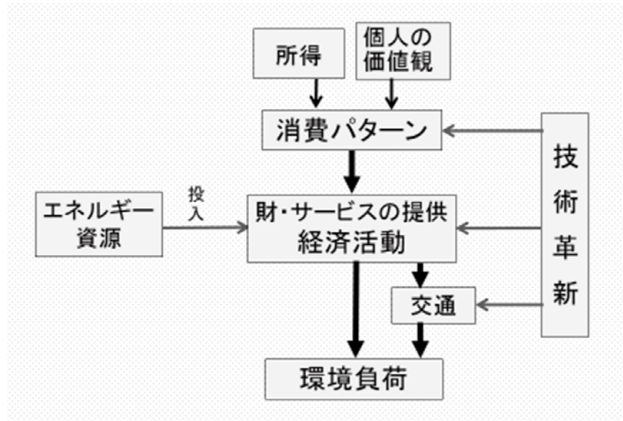 所得
個人の
価値観
消費パターン
エネルギー
資源
投
入
財・サービスの提供
経済活動
技
術
革
新
交通
環境負荷